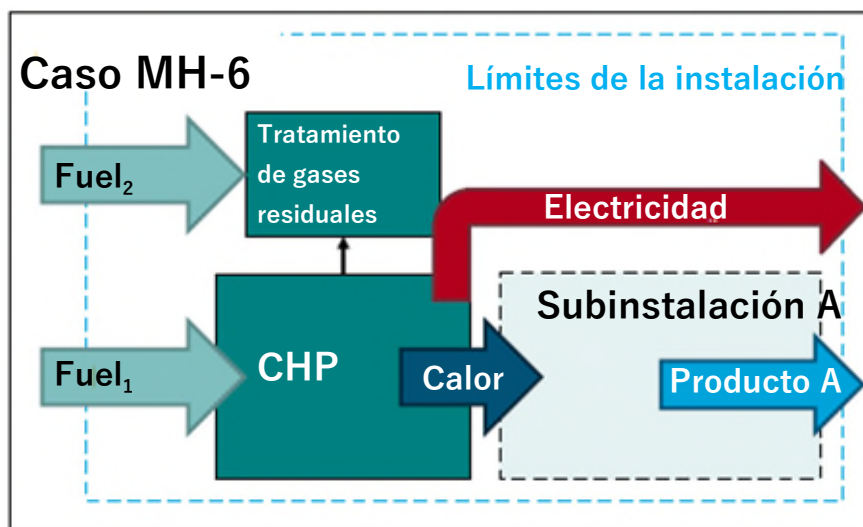 Caso MH-6
Límites de la instalación
Tratamiento
de gases
residuales
Fuel₂
Electricidad
Subinstalación A
Fuel₁
CHP
Calor
Producto A